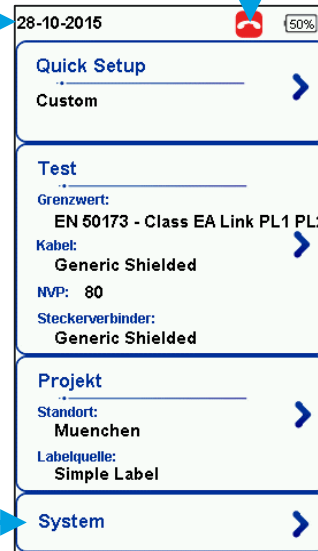 28-10-2015 50%
Quick Setup
Custom
Test
Grenzwert:
EN 50173 - Class EA Link PL1 PL2
Kabel:
Generic Shielded
NVP: 80
Steckerverbinder:
Generic Shielded
Projekt
Standort:
Muenchen
Labelquelle:
Simple Label
System